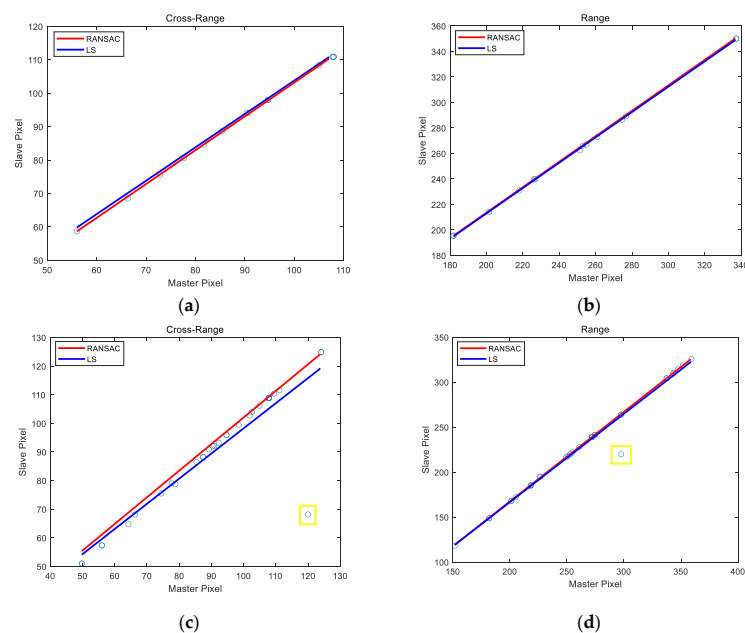 Cross-Range
RANSAC
LS
120
110
100
90
80
70
60
50
50 60 70 80 90 100 110
Slave Pixel
Master Pixel
(a)
Range
RANSAC
LS
360
340
320
300
280
260
240
220
200
180
180 200 220 240 260 280 300 320 340
Slave Pixel
Master Pixel
(b)
Cross-Range
RANSAC
LS
130
120
110
100
90
80
70
60
50
40 50 60 70 80 90 100 110 120 130
Slave Pixel
Master Pixel
(c)
Range
RANSAC
LS
350
300
250
200
150
100
150 200 250 300 350 400
Slave Pixel
Master Pixel
(d)